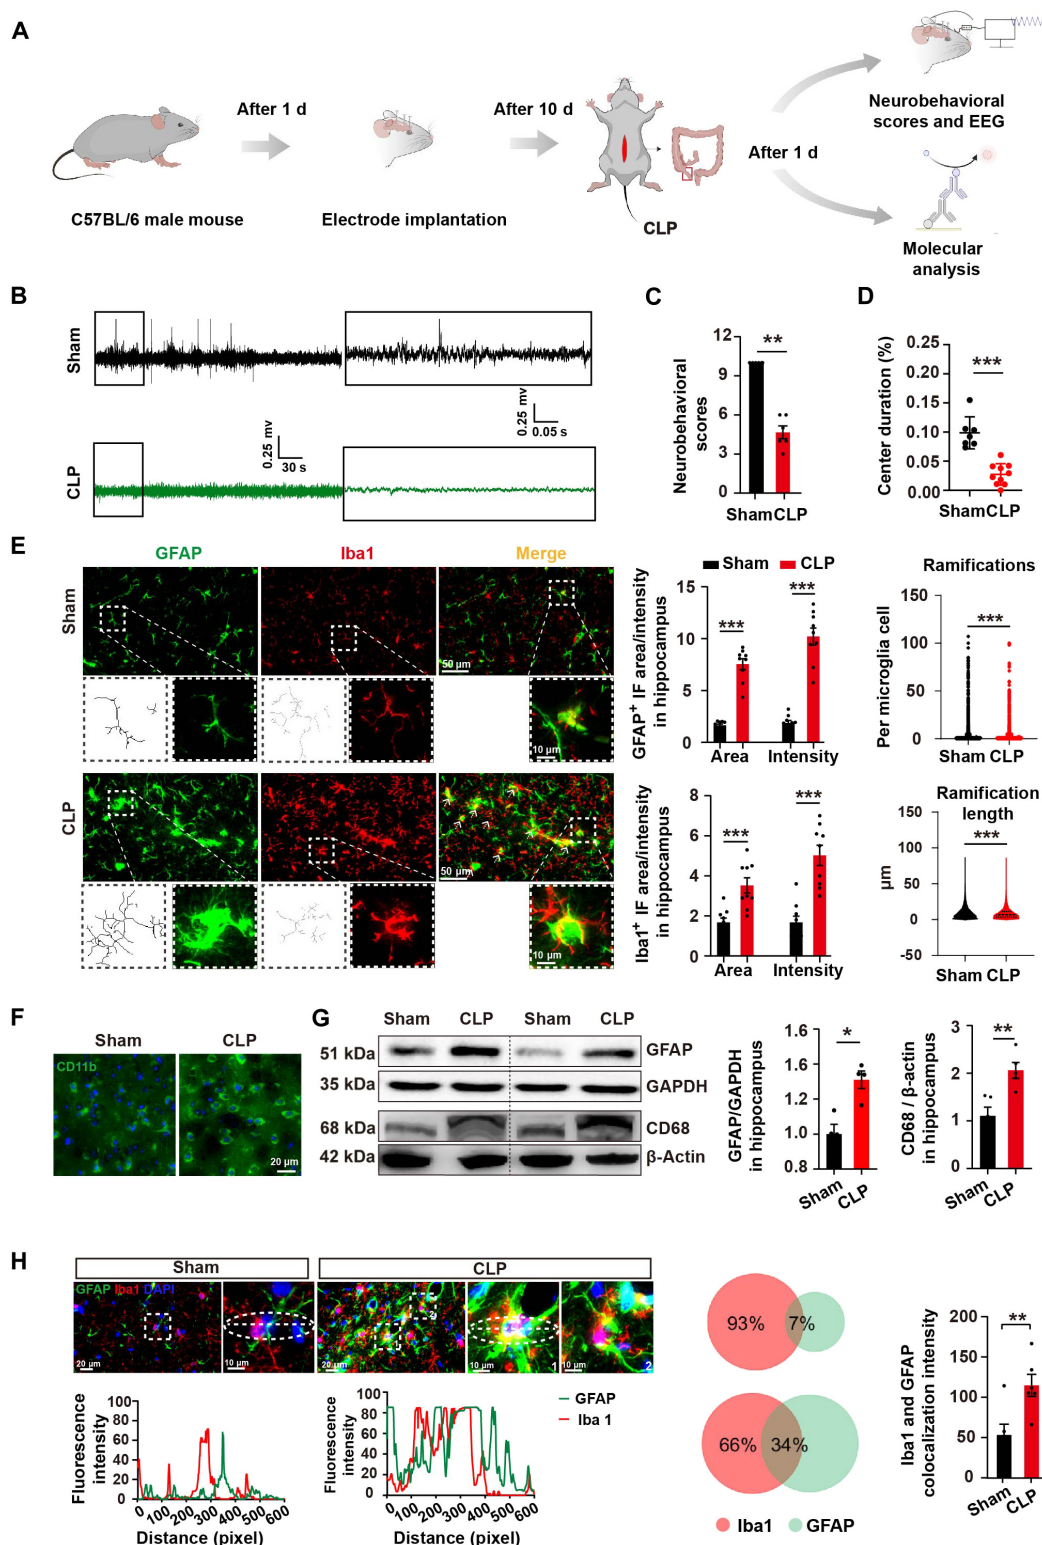 A
After 1 d
After 10 d
After 1 d
C57BL/6 male mouse
Electrode implantation
CLP
Neurobehavioral
scores and EEG
Molecular
analysis
B
Sham
0.25 mv
0.05 s
0.25 mv
30 s
CLP
C
Neurobehavioral
scores
12
9
6
3
0
**
Sham CLP
D
Center duration (%)
0.25
0.20
0.15
0.10
0.05
0.00
***
Sham CLP
E
GFAP
Iba1
Merge
Sham
50 µm
10 µm
CLP
50 µm
10 µm
Sham
CLP
GFAP+ IF area/intensity
in hippocampus
15
10
5
0
***
***
Area
Intensity
Ramifications
Per microglia cell
150
100
50
0
***
Sham CLP
Iba1+ IF area/intensity
in hippocampus
8
6
4
2
0
***
***
Area
Intensity
Ramification
length
µm
150
100
50
0
-50
***
Sham CLP
F
Sham
CLP
CD11b
20 µm
G
Sham
CLP
Sham
CLP
51 kDa
GFAP
35 kDa
GAPDH
68 kDa
CD68
42 kDa
β-Actin
GFAP/GAPDH
in hippocampus
1.6
1.6
1.0
0.8
*
Sham
CLP
CD68 / β-actin
in hippocampus
3
2
1
0
**
Sham
CLP
H
Sham
CLP
GFAP Iba1 DAPI
20 µm
10 µm
20 µm
10 µm
1
10 µm
2
Fluorescence
intensity
100
80
60
40
20
0
0 100 200 300 400 500 600
Distance (pixel)
Fluorescence
intensity
100
80
60
40
20
0
0 100 200 300 400 500 600
Distance (pixel)
GFAP
Iba 1
93%
7%
66%
34%
Iba1
GFAP
Iba1 and GFAP
colocalization intensity
200
150
100
50
0
**
Sham
CLP